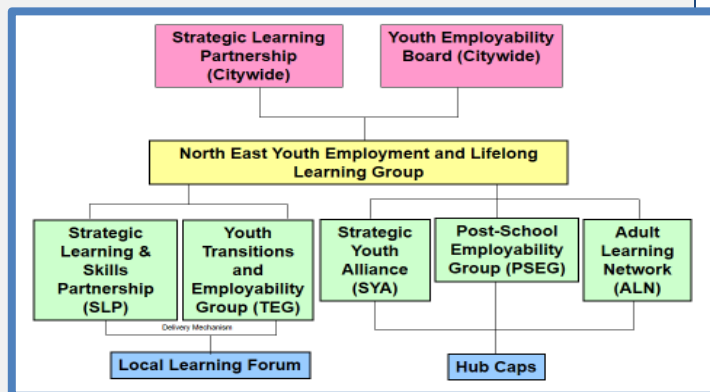 Strategic Learning
Partnership
(Citywide)
Youth Employability
Board (Citywide)
North East Youth Employment and Lifelong
Learning Group
Strategic
Learning &
Skills
Partnership
(SLP)
Youth
Transitions
and
Employability
Group (TEG)
Strategic
Youth
Alliance
(SYA)
Post-School
Employability
Group (PSEG)
Adult
Learning
Network
(ALN)
Delivery Mechanism
Local Learning Forum
Hub Caps